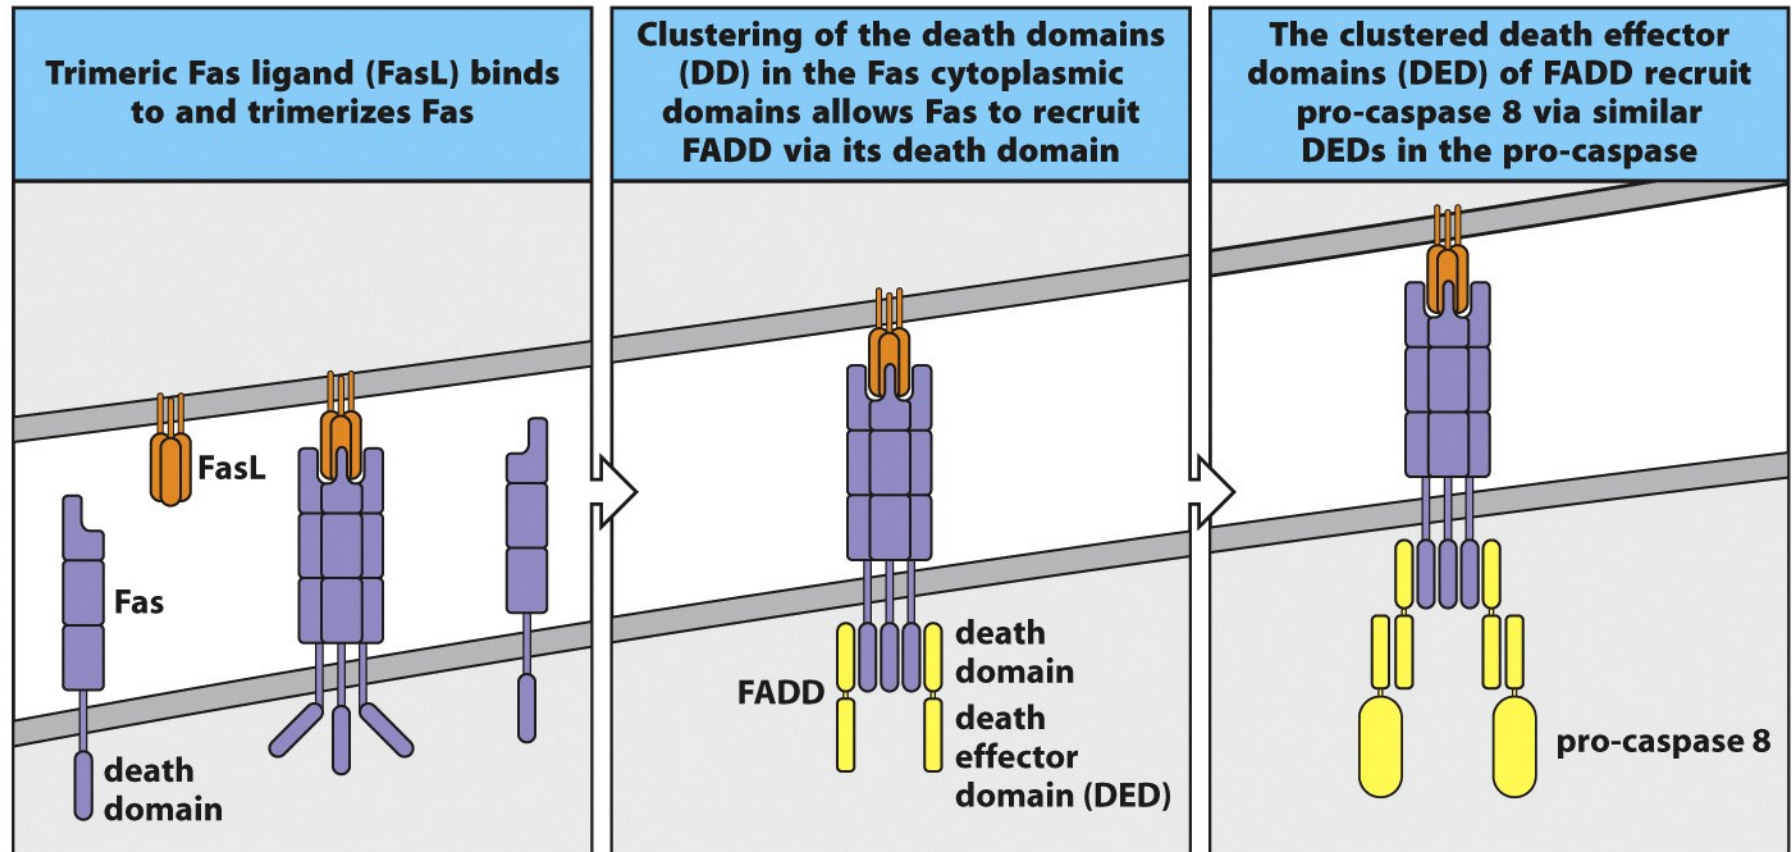 Trimeric Fas ligand (FasL) binds
to and trimerizes Fas
FasL
Fas
death
domain
Clustering of the death domains
(DD) in the Fas cytoplasmic
domains allows Fas to recruit
FADD via its death domain
FADD
death
domain
death
effector
domain (DED)
The clustered death effector
domains (DED) of FADD recruit
pro-caspase 8 via similar
DEDs in the pro-caspase
pro-caspase 8